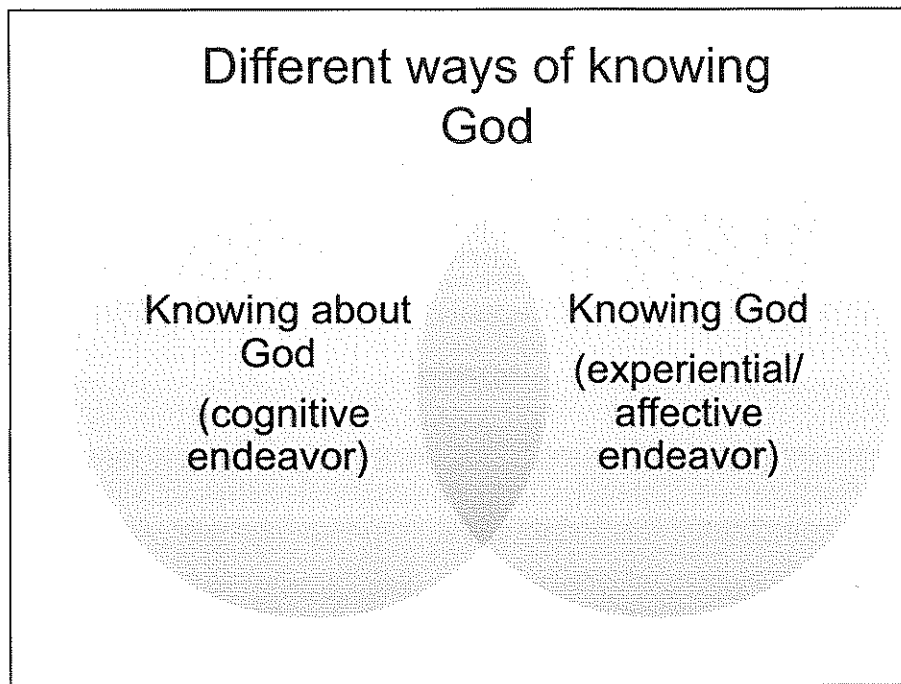 Different ways of knowing
God
Knowing about
God
(cognitive
endeavor)
Knowing God
(experiential/
affective
endeavor)